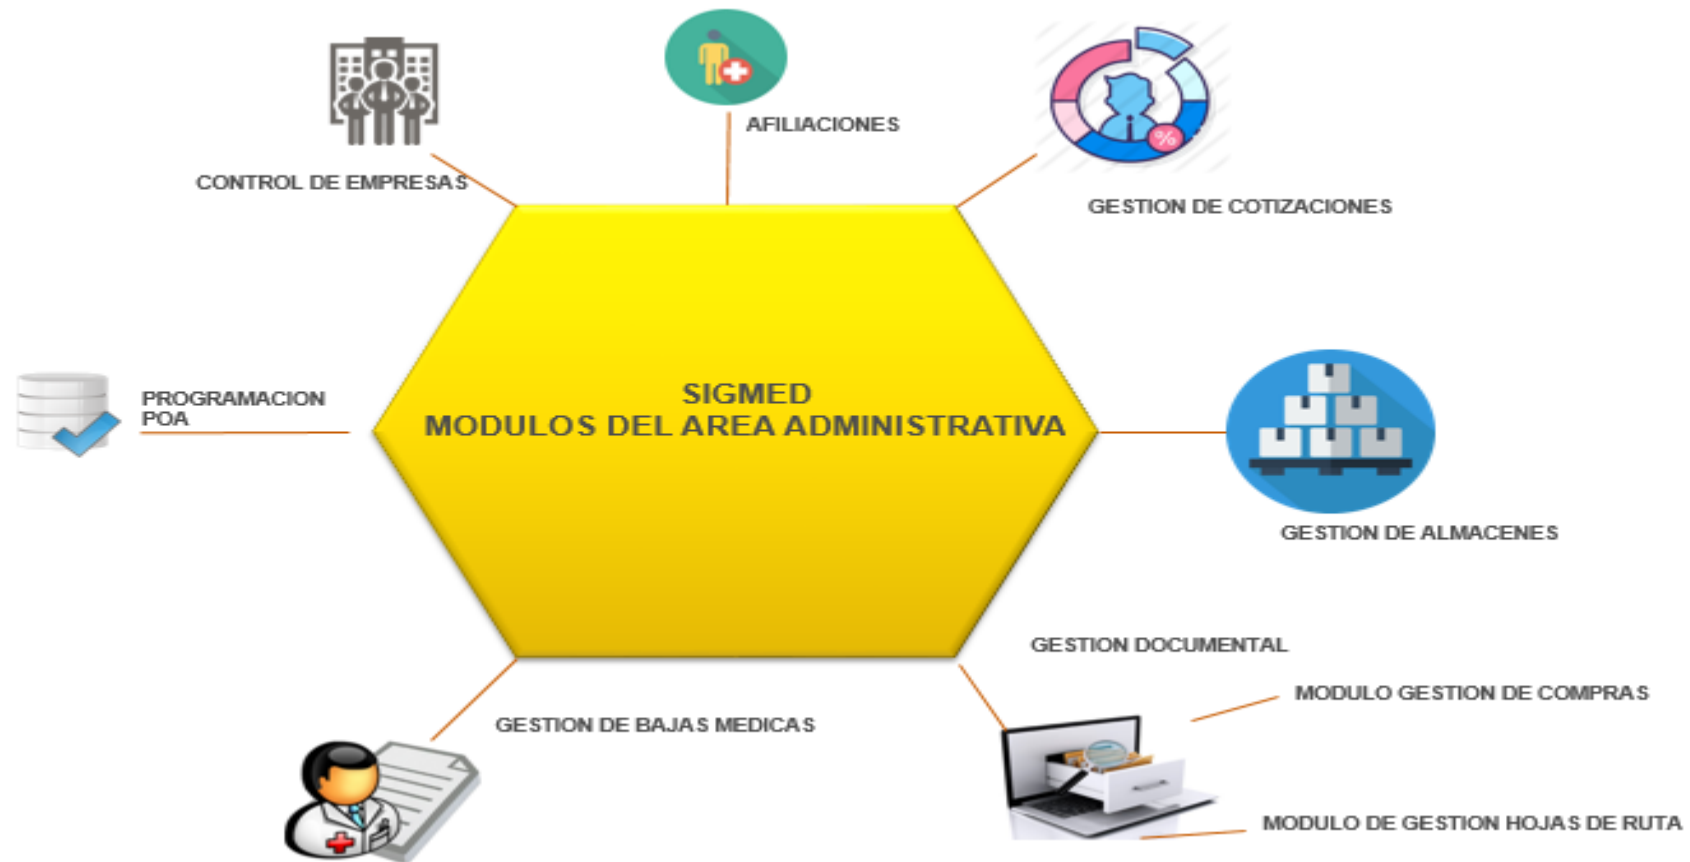 AFILIACIONES
CONTROL DE EMPRESAS
GESTION DE COTIZACIONES
PROGRAMACION
POA
SIGMED
MODULOS DEL AREA ADMINISTRATIVA
GESTION DE ALMACENES
GESTION DOCUMENTAL
MODULO GESTION DE COMPRAS
GESTION DE BAJAS MEDICAS
MODULO DE GESTION HOJAS DE RUTA
%